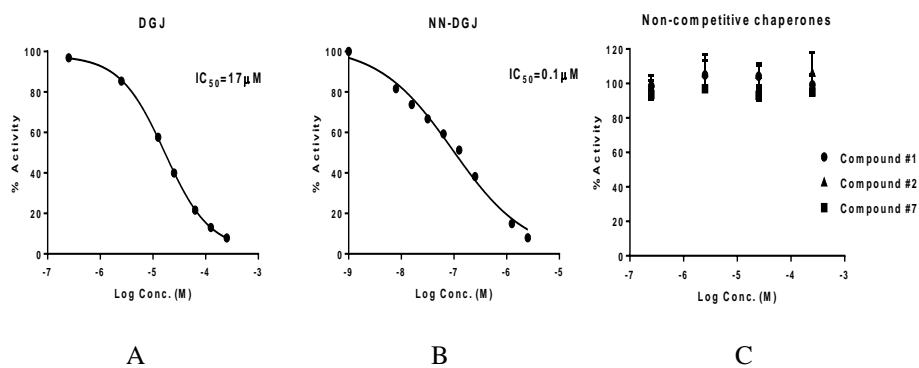 DGJ
100
80
60
40
20
0
% Activity
IC50=17μM
-7 -6 -5 -4 -3
Log Conc. (M)
A
NN-DGJ
100
80
60
40
20
0
% Activity
IC50=0.1μM
-9 -8 -7 -6 -5
Log Conc. (M)
B
Non-competitive chaperones
120
100
80
60
40
20
0
% Activity
Compound #1
Compound #2
Compound #7
-7 -6 -5 -4 -3
Log Conc. (M)
C